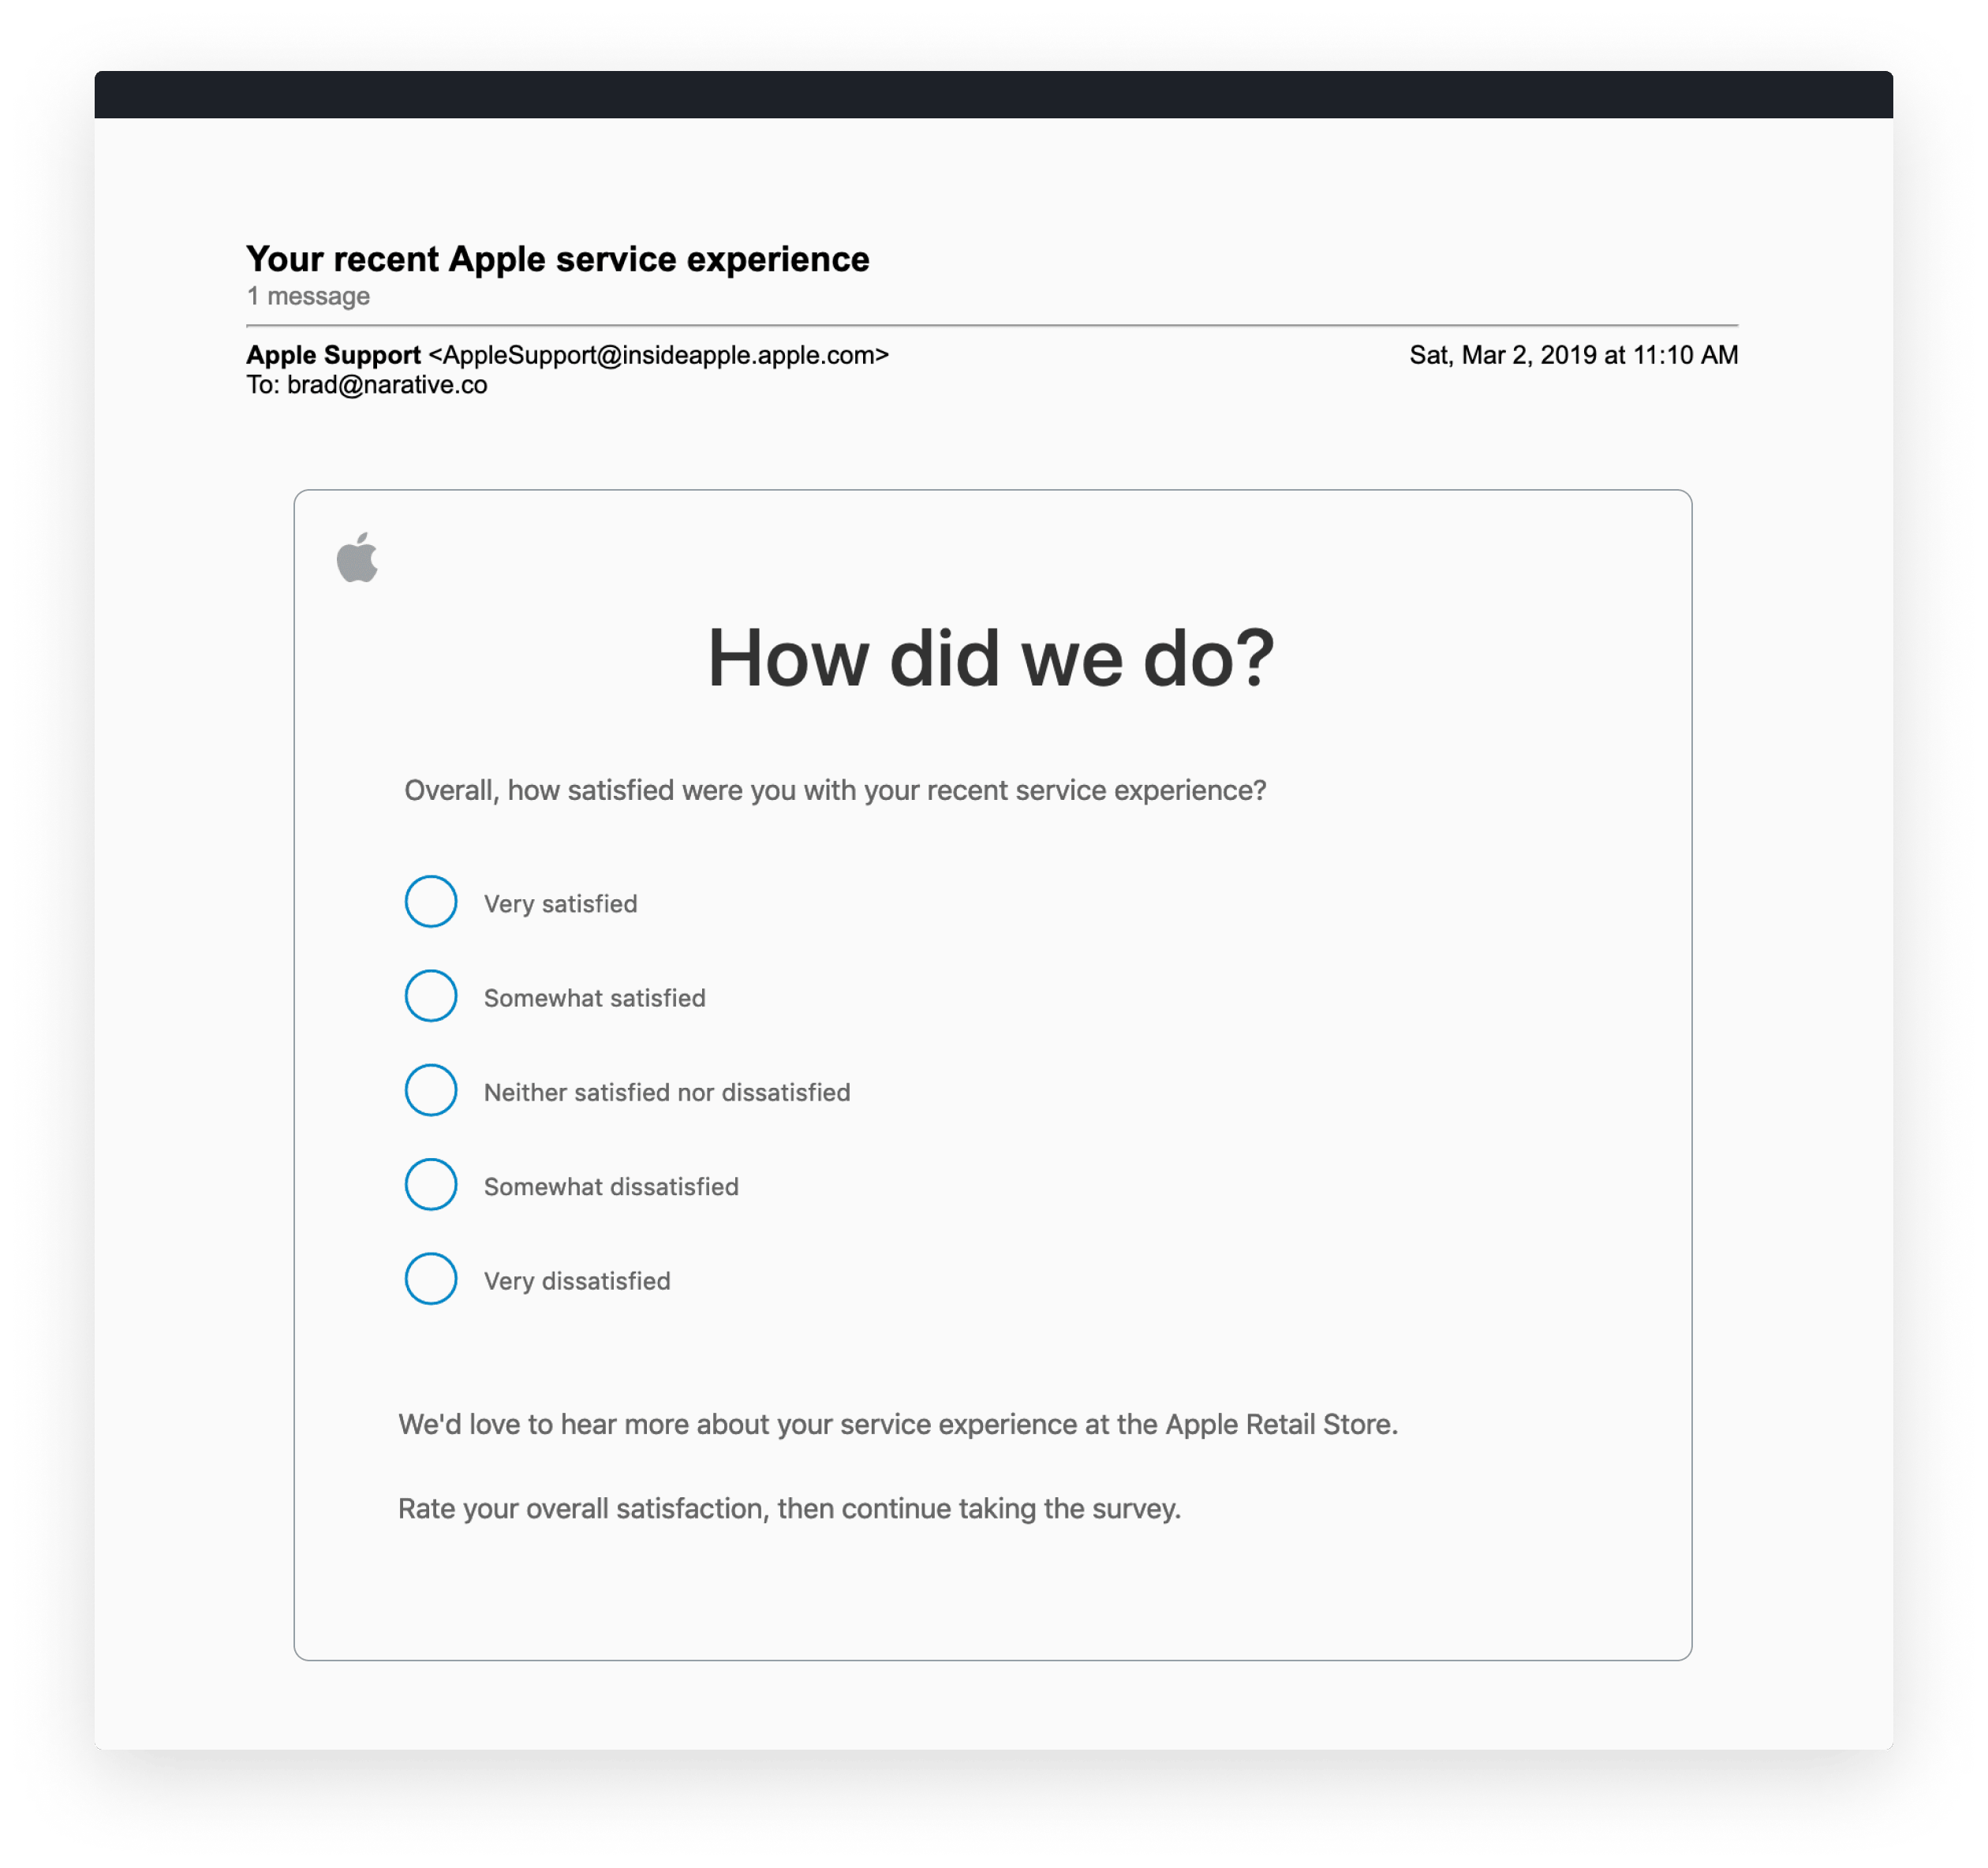 Your recent Apple service experience
1 message
Apple Support <AppleSupport@insideapple.apple.com> Sat, Mar 2, 2019 at 11:10 AM
To: brad@narative.co
How did we do?
Overall, how satisfied were you with your recent service experience?
Very satisfied
Somewhat satisfied
Neither satisfied nor dissatisfied
Somewhat dissatisfied
Very dissatisfied
We'd love to hear more about your service experience at the Apple Retail Store.
Rate your overall satisfaction, then continue taking the survey.